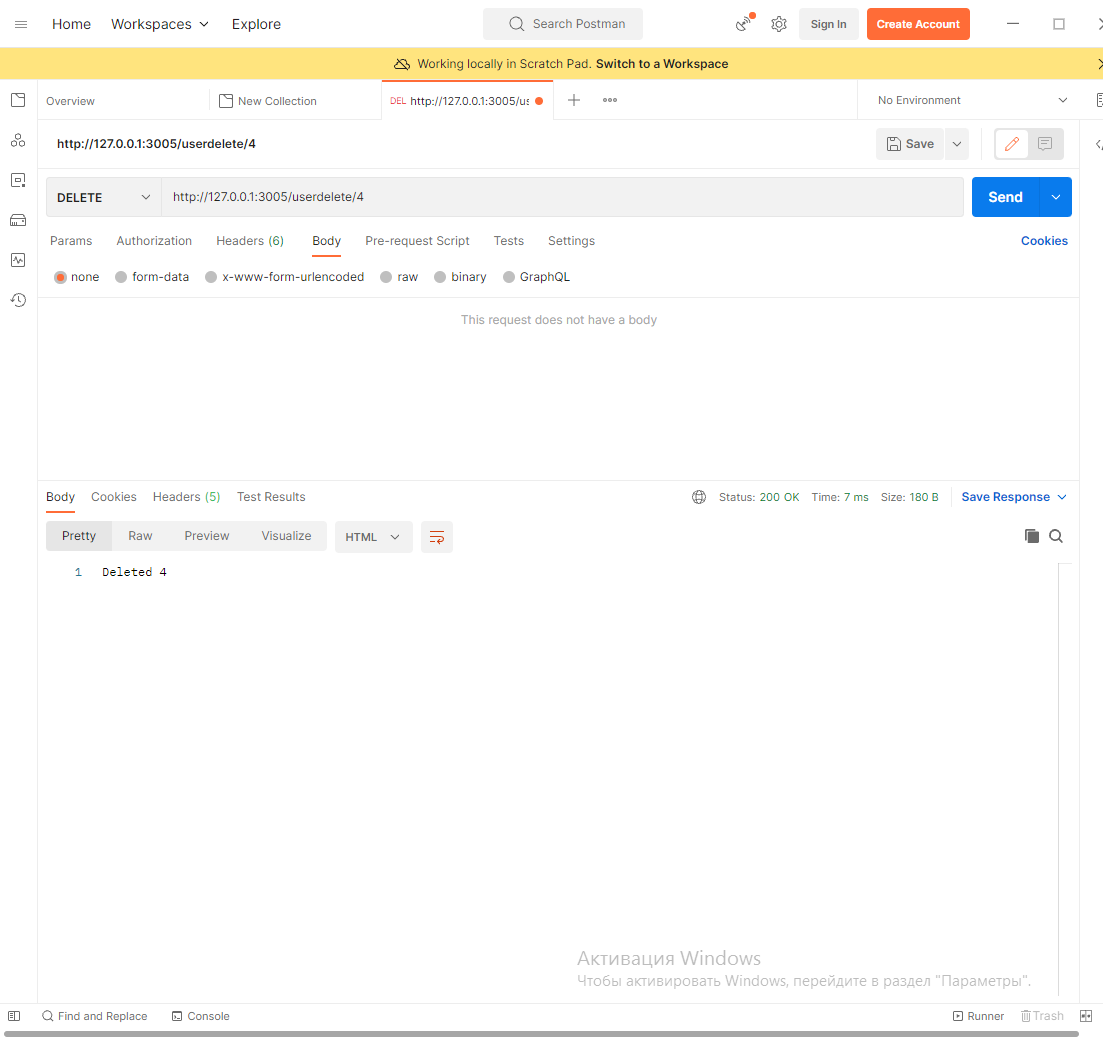 Home Workspaces Explore Search Postman Sign In Create Account
Working locally in Scratch Pad. Switch to a Workspace
Overview New Collection DEL http://127.0.0.1:3005/us No Environment
http://127.0.0.1:3005/userdelete/4 Save
DELETE http://127.0.0.1:3005/userdelete/4 Send
Params Authorization Headers (6) Body Pre-request Script Tests Settings Cookies
none form-data x-www-form-urlencoded raw binary GraphQL
This request does not have a body
Body Cookies Headers (5) Test Results Status: 200 OK Time: 7 ms Size: 180 B Save Response
Pretty Raw Preview Visualize HTML
1 Deleted 4
Активация Windows
Чтобы активировать Windows, перейдите в раздел "Параметры".
Find and Replace Console Runner Trash